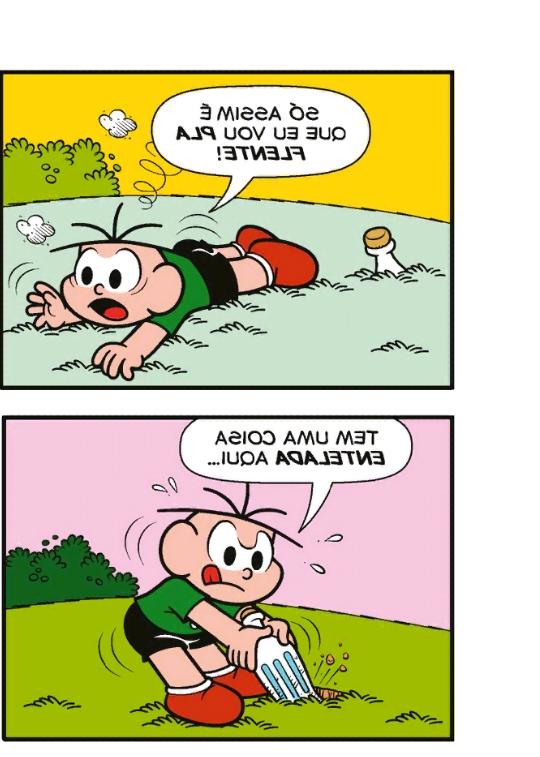 SÓ ASSIM É
QUE EU VOU PLA
FLENTE!
TEM UMA COISA
ENTELADA AQUI...